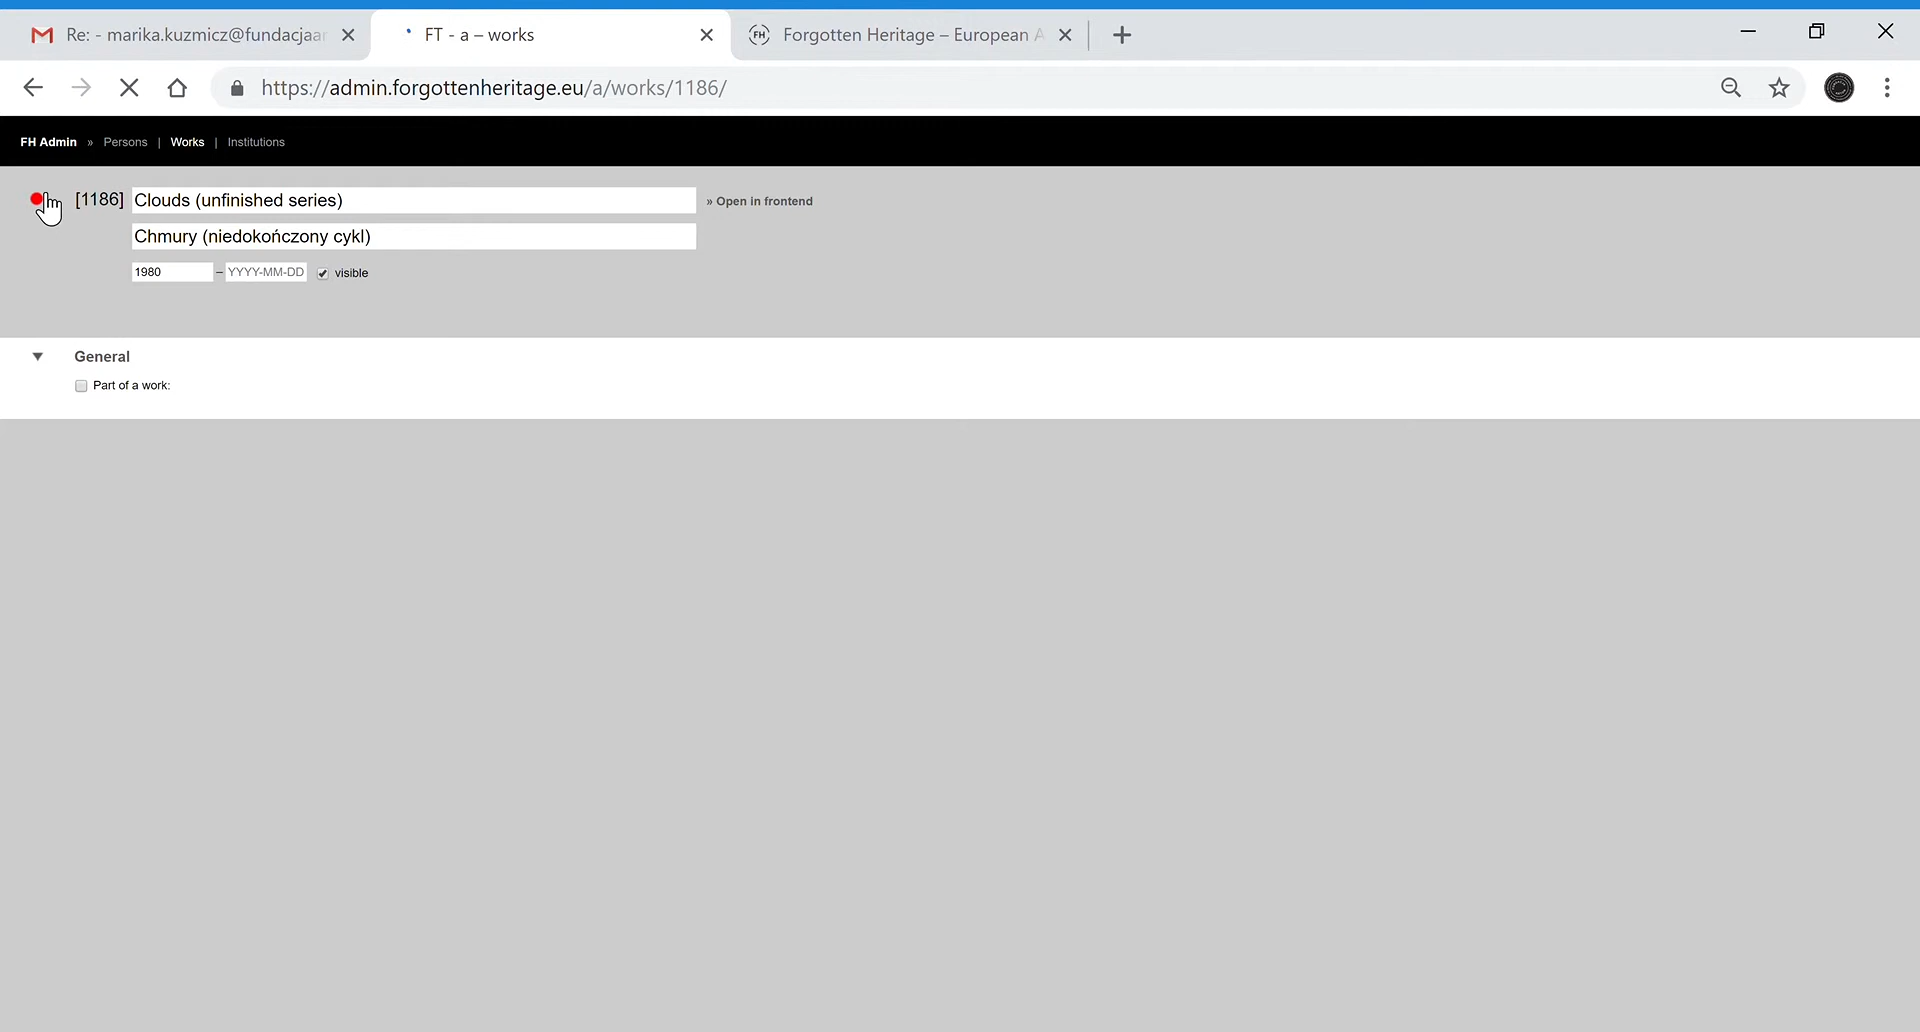 Re: - marika.kuzmicz@fundacjaar
FT - a – works
Forgotten Heritage – European A
https://admin.forgottenheritage.eu/a/works/1186/
FH Admin » Persons | Works | Institutions
[1186] Clouds (unfinished series) » Open in frontend
Chmury (niedokończony cykl)
1980 – YYYY-MM-DD visible
General
Part of a work: